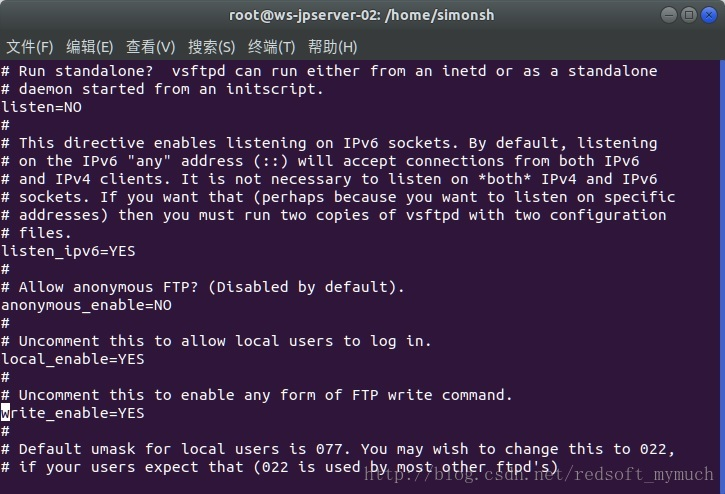 root@ws-jpserver-02: /home/simonsh
文件(F) 编辑(E) 查看(V) 搜索(S) 终端(T) 帮助(H)
# Run standalone?  vsftpd can run either from an inetd or as a standalone
# daemon started from an initscript.
listen=NO
#
# This directive enables listening on IPv6 sockets. By default, listening
# on the IPv6 "any" address (::) will accept connections from both IPv6
# and IPv4 clients. It is not necessary to listen on *both* IPv4 and IPv6
# sockets. If you want that (perhaps because you want to listen on specific
# addresses) then you must run two copies of vsftpd with two configuration
# files.
listen_ipv6=YES
#
# Allow anonymous FTP? (Disabled by default).
anonymous_enable=NO
#
# Uncomment this to allow local users to log in.
local_enable=YES
#
# Uncomment this to enable any form of FTP write command.
write_enable=YES
#
# Default umask for local users is 077. You may wish to change this to 022,
# if your users expect that (022 is used by most other ftpd's)
http://blog.csdn.net/redsoft_mymuch